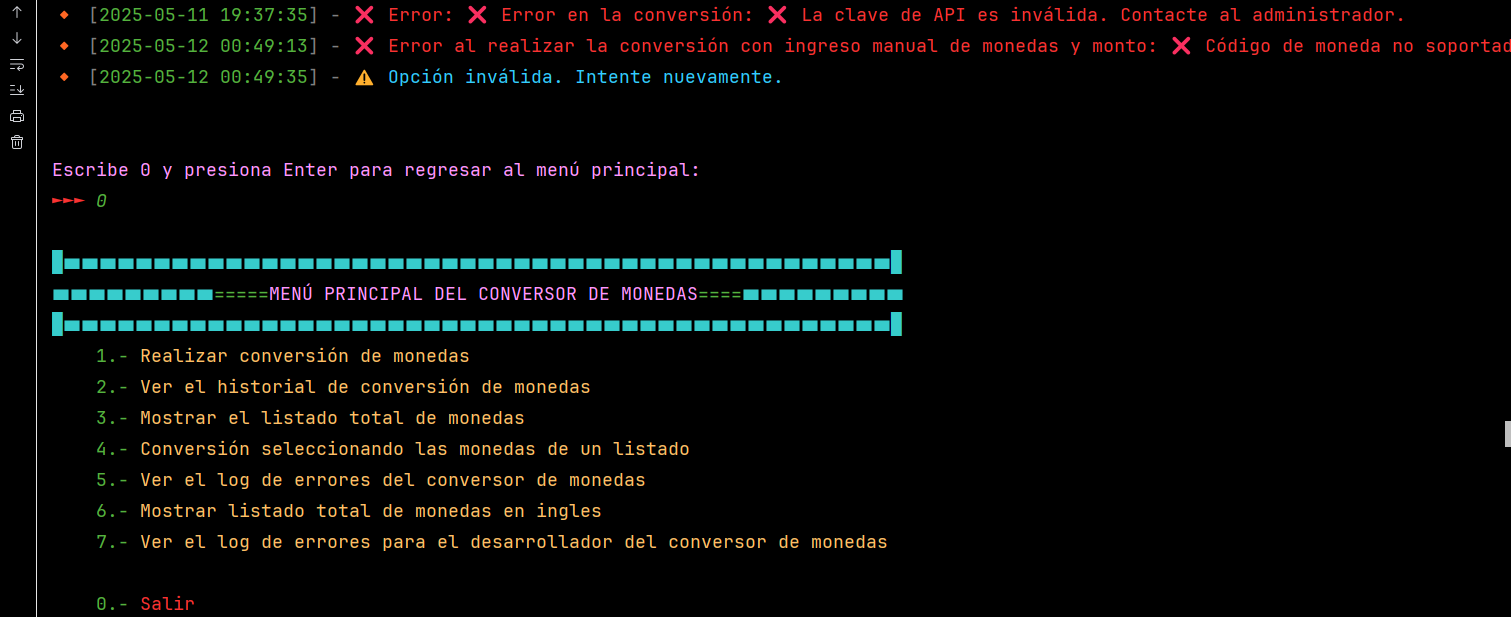 [2025-05-11 19:37:35] - ❌ Error: ❌ Error en la conversión: ❌ La clave de API es inválida. Contacte al administrador.
[2025-05-12 00:49:13] - ❌ Error al realizar la conversión con ingreso manual de monedas y monto: ❌ Código de moneda no soportad
[2025-05-12 00:49:35] - ⚠️ Opción inválida. Intente nuevamente.
Escribe 0 y presiona Enter para regresar al menú principal:
►►► 0
=====MENÚ PRINCIPAL DEL CONVERSOR DE MONEDAS====
1.- Realizar conversión de monedas
2.- Ver el historial de conversión de monedas
3.- Mostrar el listado total de monedas
4.- Conversión seleccionando las monedas de un listado
5.- Ver el log de errores del conversor de monedas
6.- Mostrar listado total de monedas en ingles
7.- Ver el log de errores para el desarrollador del conversor de monedas
0.- Salir